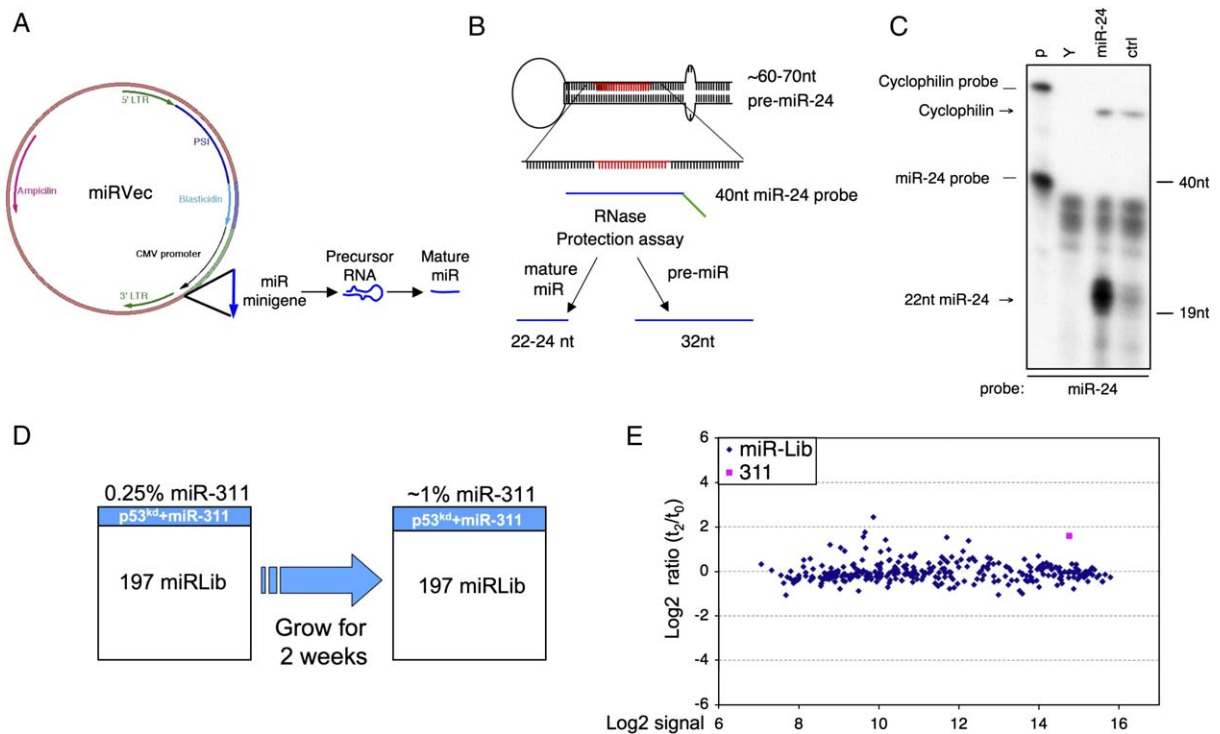 A
5' LTR
PSI
Ampicilin
miRVec
Blasticidin
CMV promoter
3' LTR
miR
minigene
Precursor
RNA
Mature
miR
B
~60-70nt
pre-miR-24
40nt miR-24 probe
RNase
Protection assay
mature
miR
pre-miR
22-24 nt
32nt
C
p
Y
miR-24
ctrl
Cyclophilin probe
Cyclophilin
miR-24 probe
40nt
22nt miR-24
19nt
probe:
miR-24
D
0.25% miR-311
p53kd+miR-311
197 miRLib
Grow for
2 weeks
~1% miR-311
p53kd+miR-311
197 miRLib
E
miR-Lib
311
Log2 ratio (t2/t0)
6
4
2
0
-2
-4
-6
Log2 signal
6
8
10
12
14
16